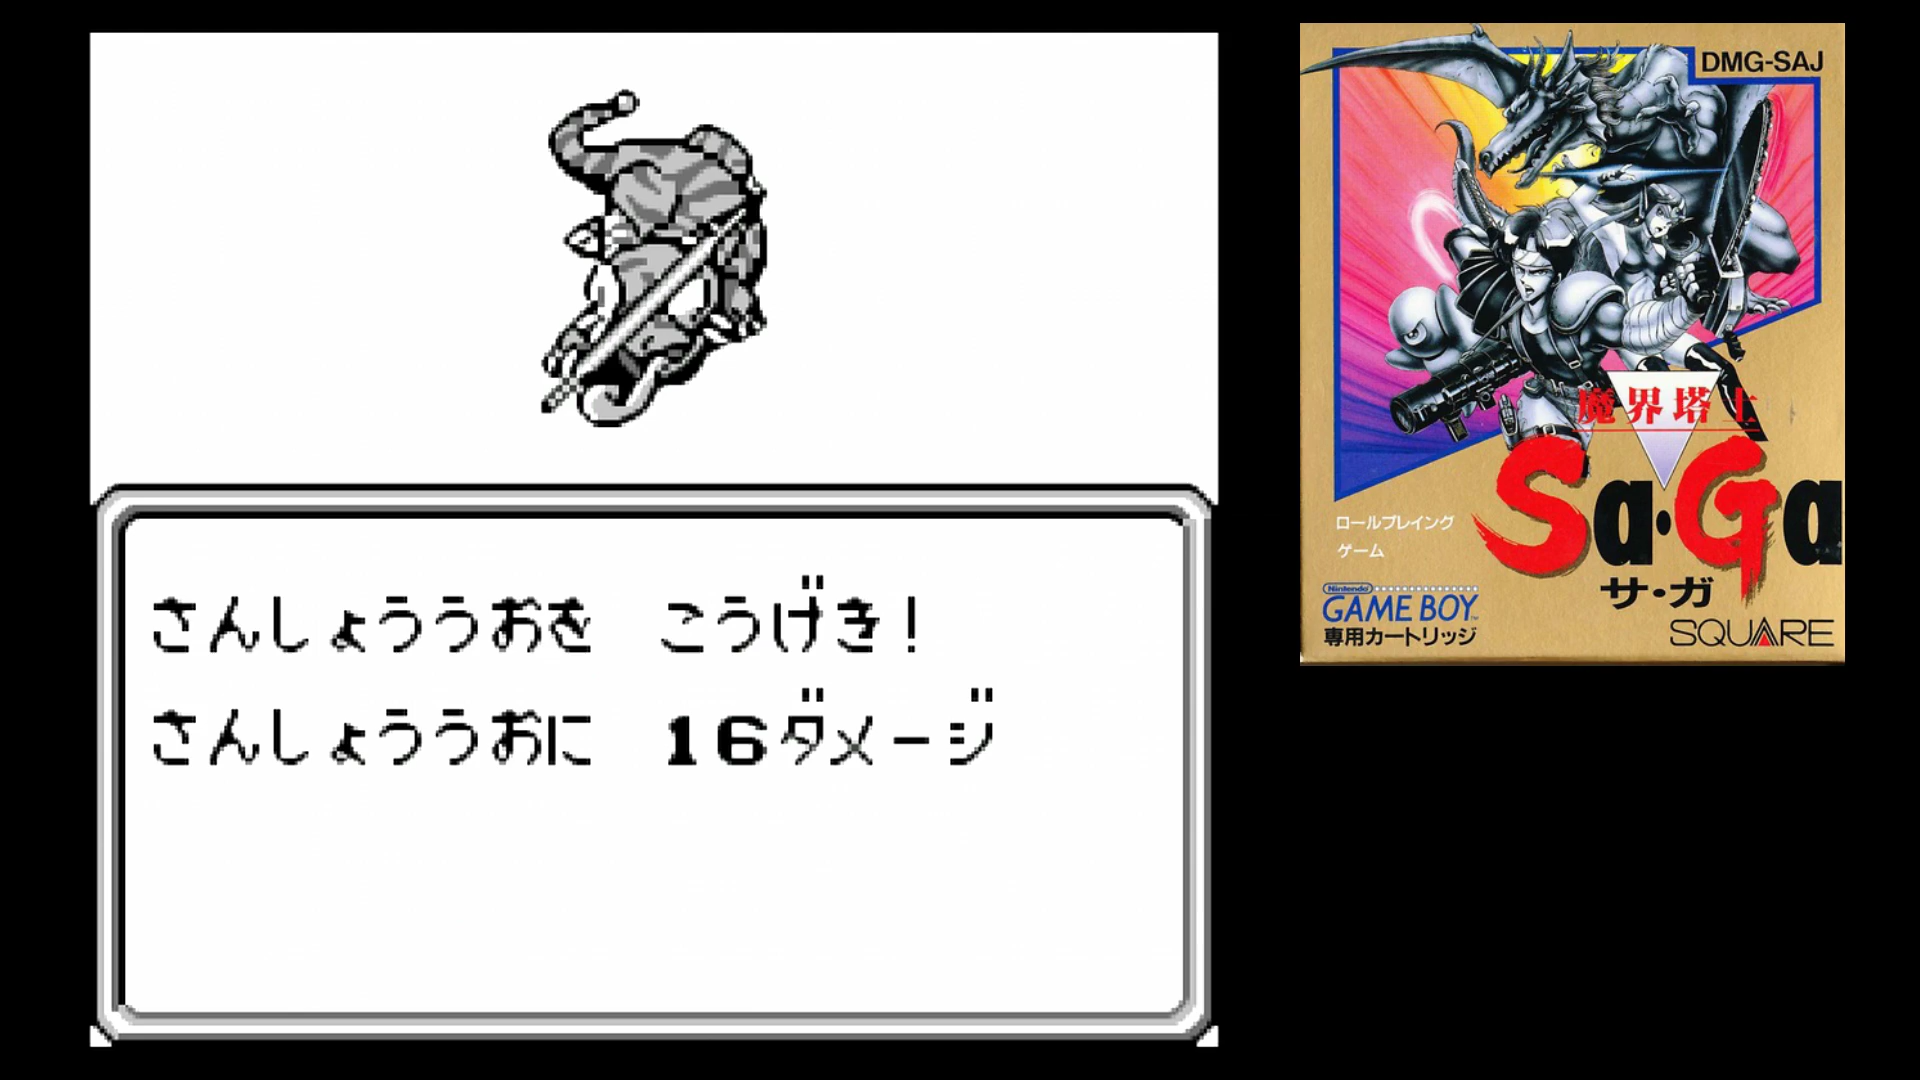 さんしょううおを　こうげき！
さんしょううおに　16ダメージ
DMG-SAJ
魔界塔士
Sa・Ga
サ・ガ
ロールプレイング
ゲーム
Nintendo
GAME BOY
TM
専用カートリッジ
SQUARE